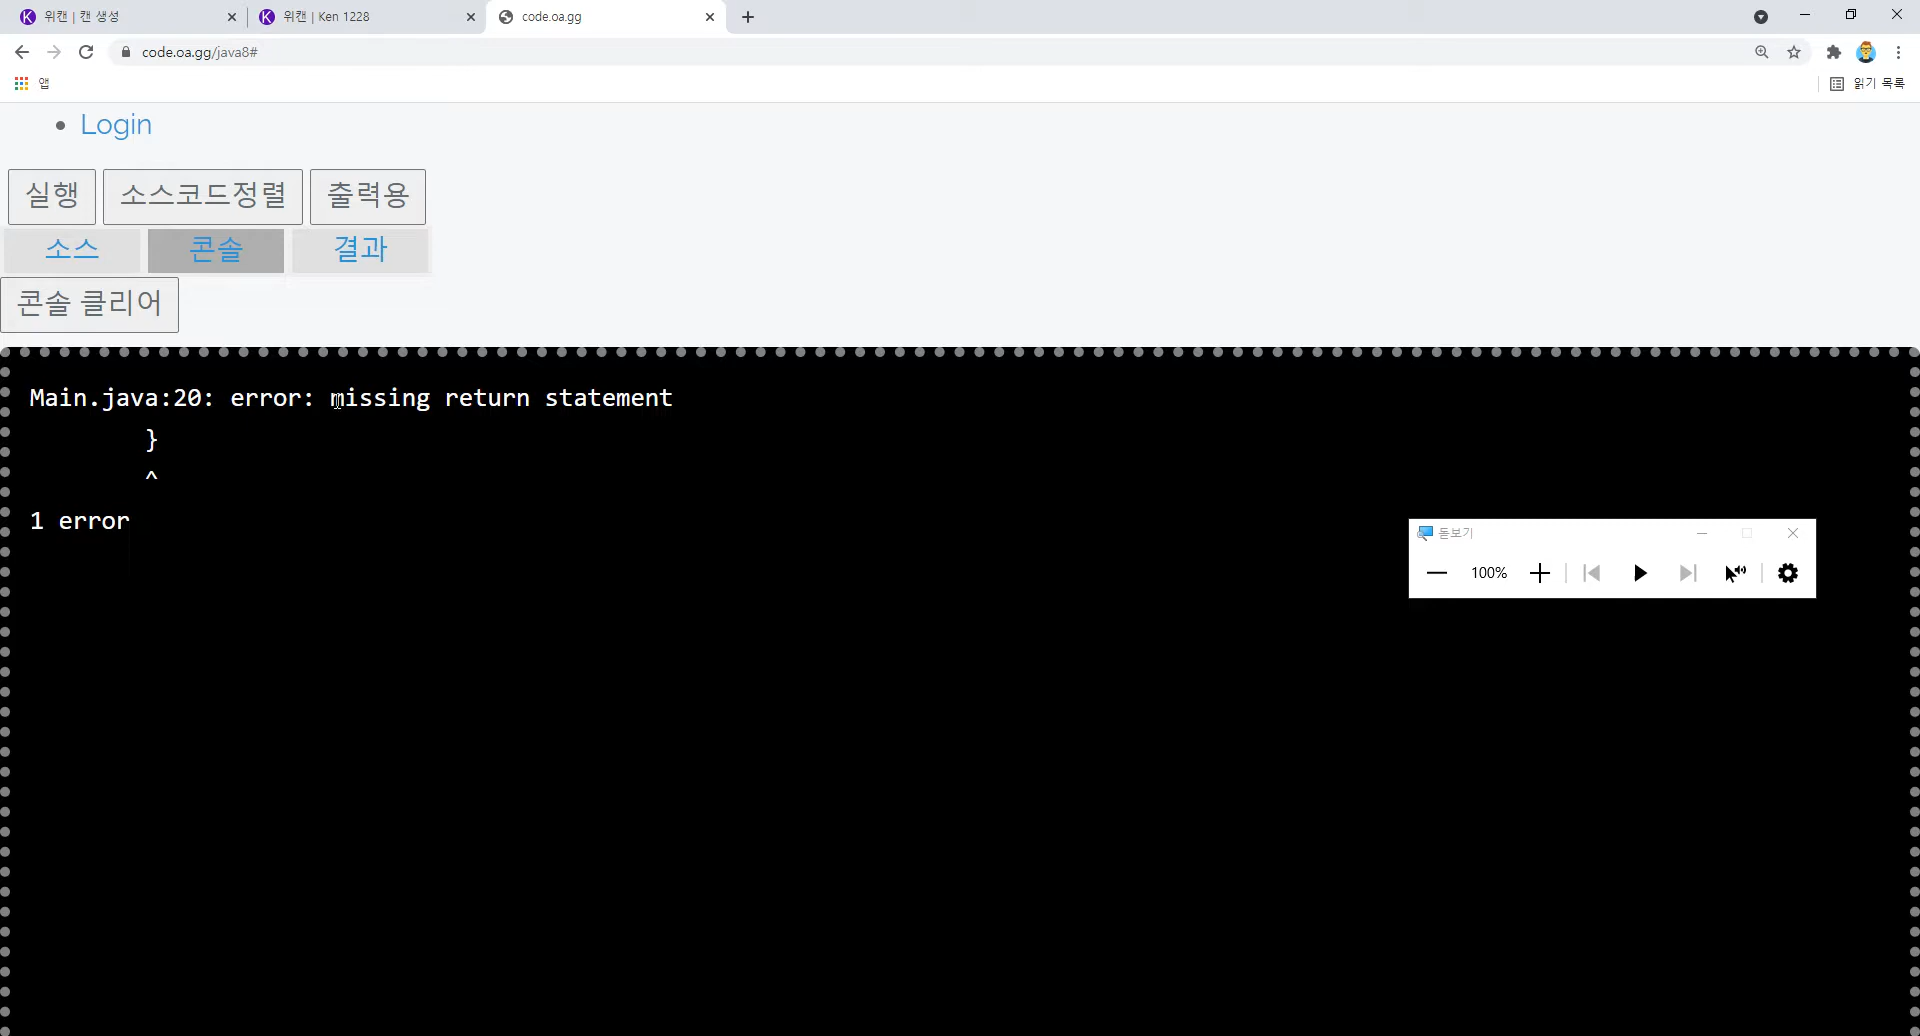 위캔 | 캔 생성
위캔 | Ken 1228
code.oa.gg
code.oa.gg/java8#
앱
읽기 목록
Login
실행 소스코드정렬 출력용
소스 콘솔 결과
콘솔 클리어
Main.java:20: error: missing return statement
}
^
1 error
돋보기
100%